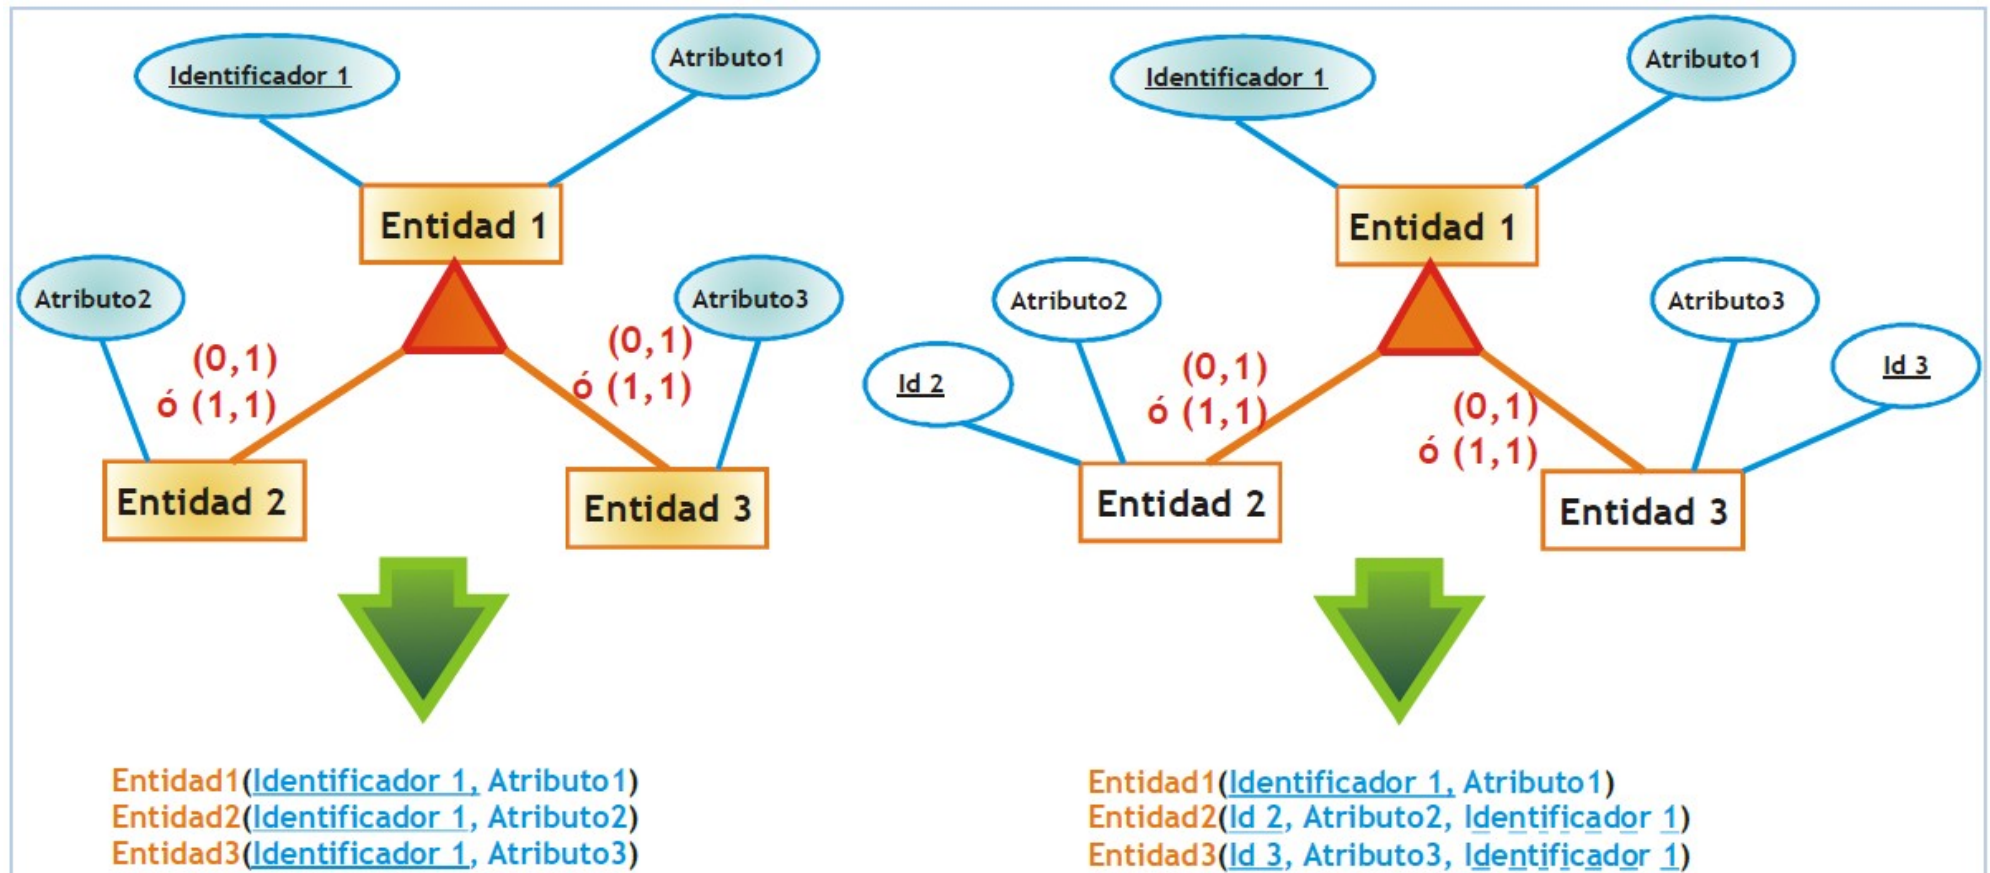 Identificador 1
Atributo1
Entidad 1
Atributo2
Atributo3
(0,1)
ó (1,1)
(0,1)
ó (1,1)
Entidad 2
Entidad 3
Entidad1(Identificador 1, Atributo1)
Entidad2(Identificador 1, Atributo2)
Entidad3(Identificador 1, Atributo3)
Identificador 1
Atributo1
Entidad 1
Atributo2
Atributo3
Id 2
Id 3
(0,1)
ó (1,1)
(0,1)
ó (1,1)
Entidad 2
Entidad 3
Entidad1(Identificador 1, Atributo1)
Entidad2(Id 2, Atributo2, Identificador 1)
Entidad3(Id 3, Atributo3, Identificador 1)